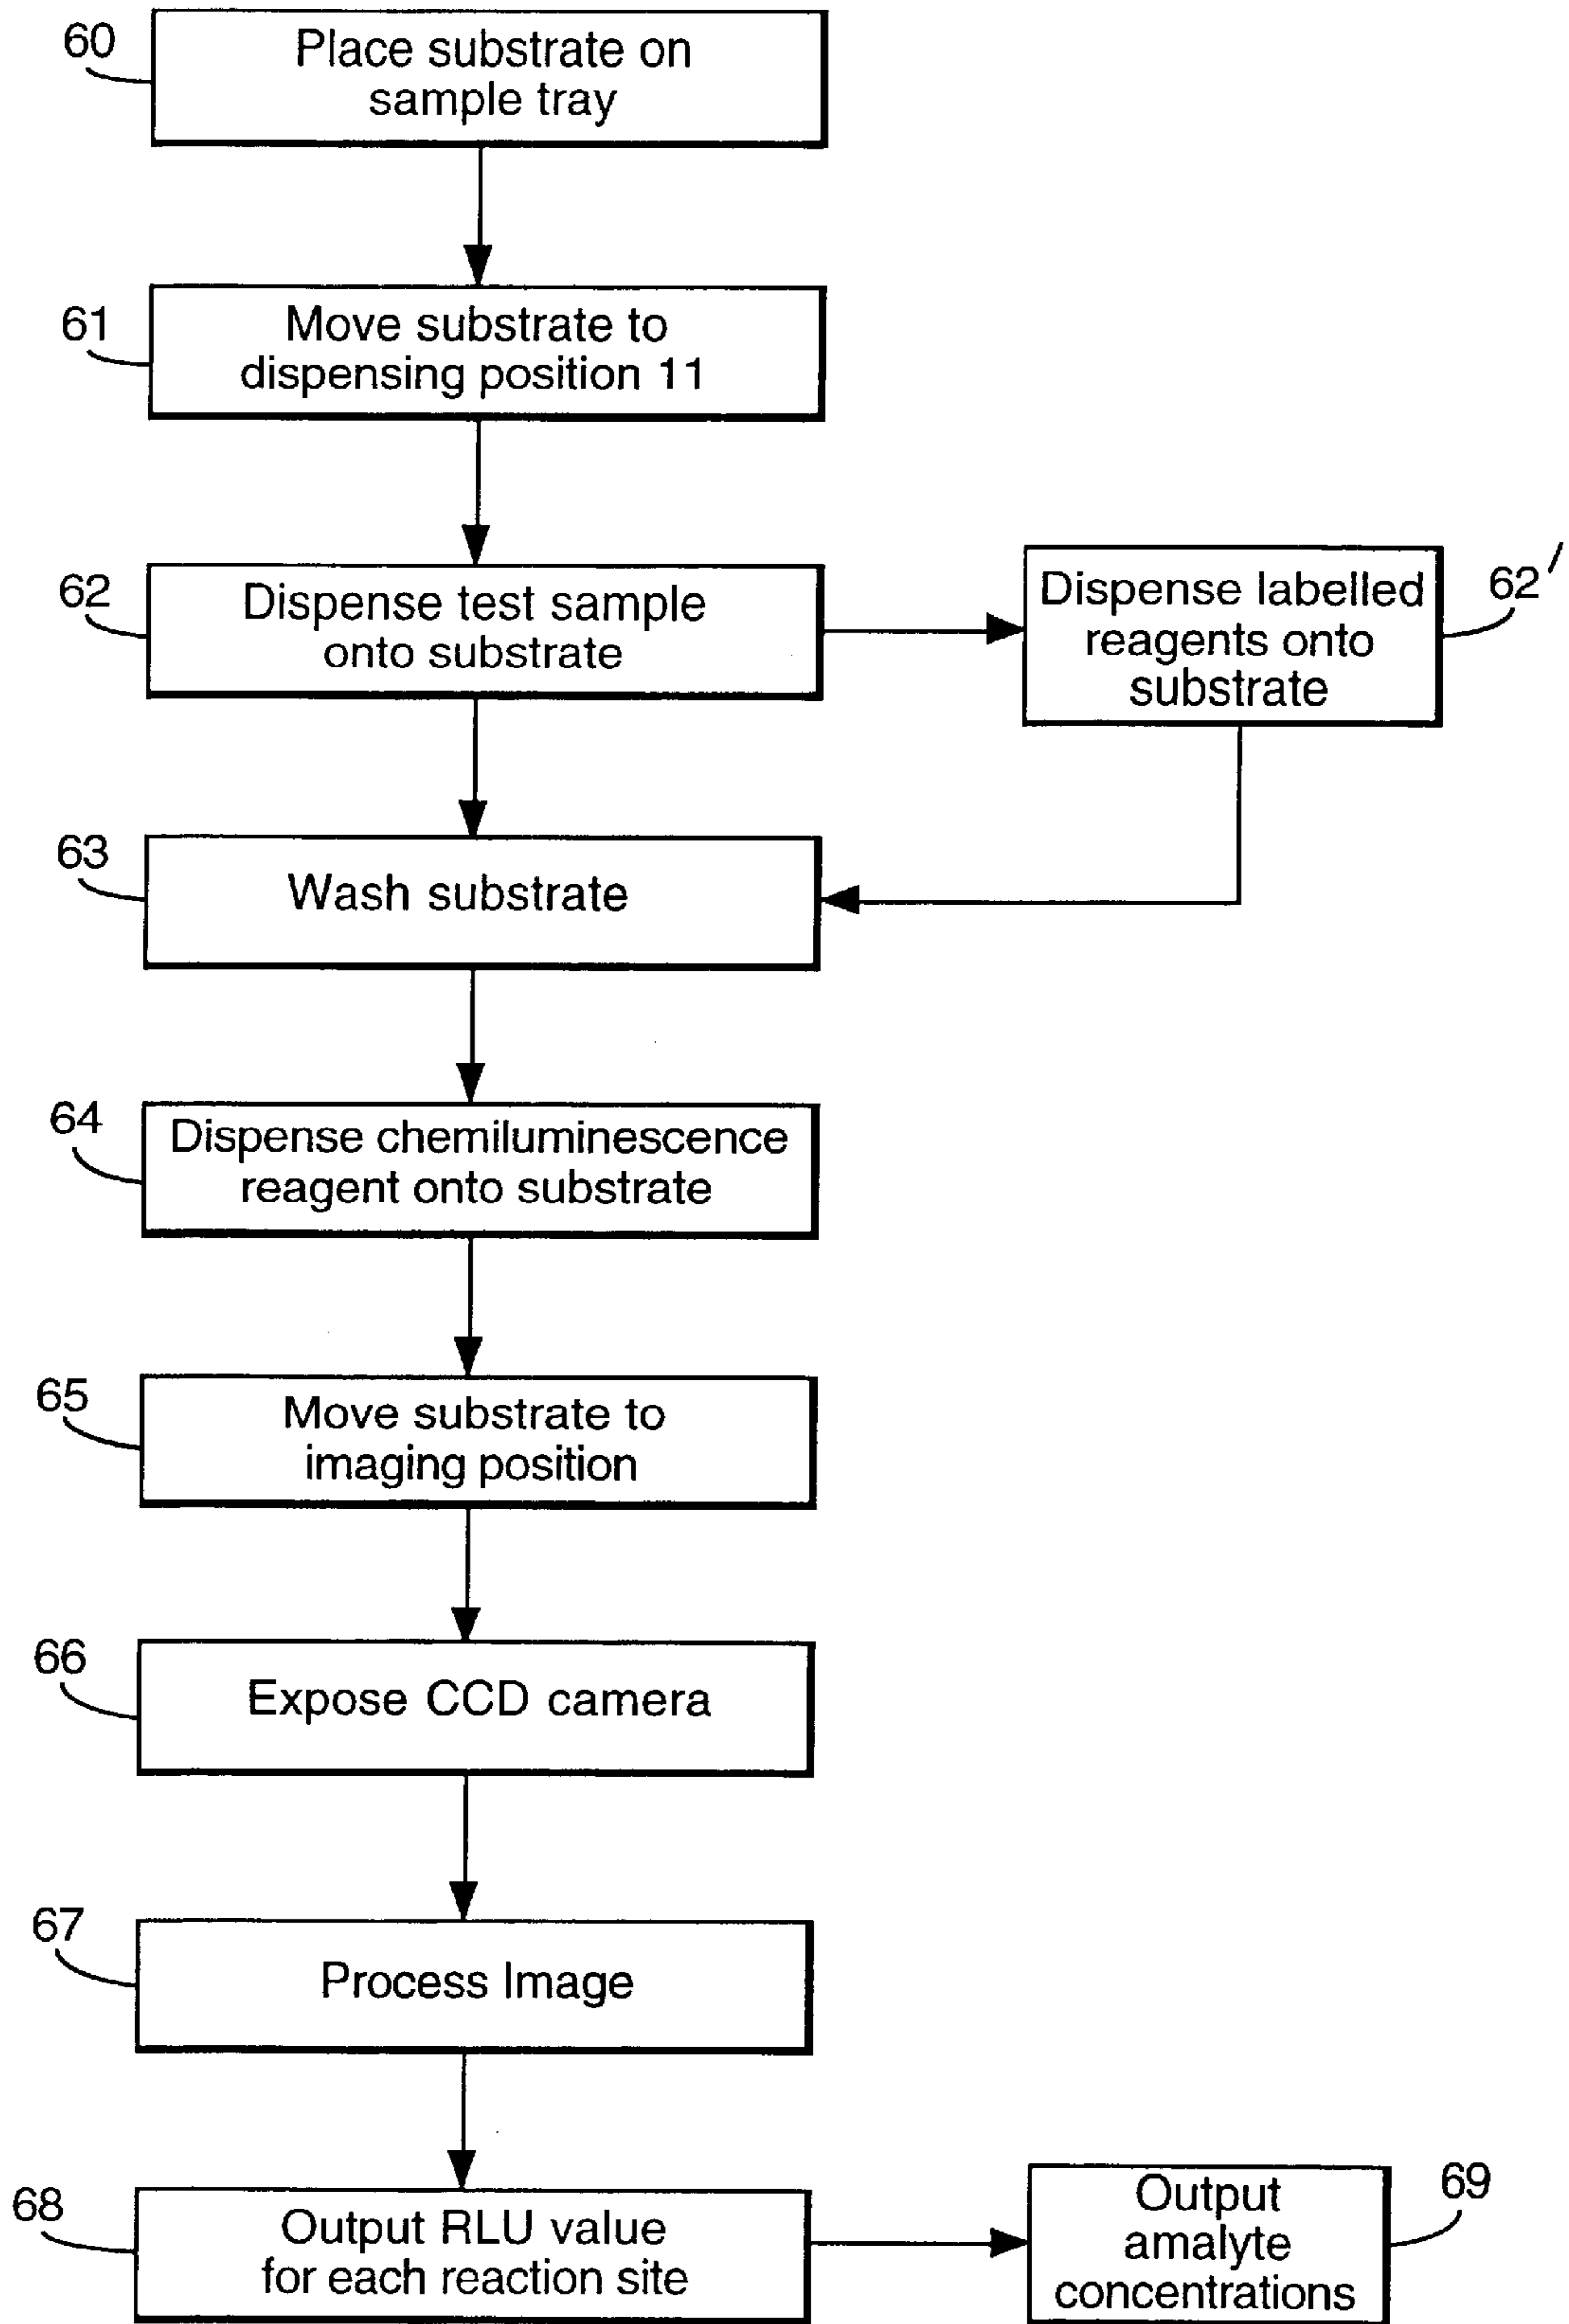 60
Place substrate on
sample tray
61
Move substrate to
dispensing position 11
62
Dispense test sample
onto substrate
Dispense labelled
reagents onto
substrate
62'
63
Wash substrate
64
Dispense chemiluminescence
reagent onto substrate
65
Move substrate to
imaging position
66
Expose CCD camera
67
Process Image
68
Output RLU value
for each reaction site
Output
amalyte
concentrations
69